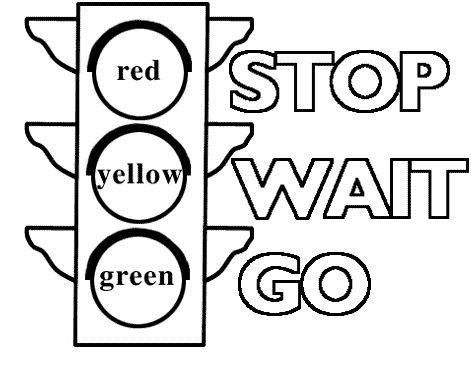 red STOP
yellow WAIT
green GO